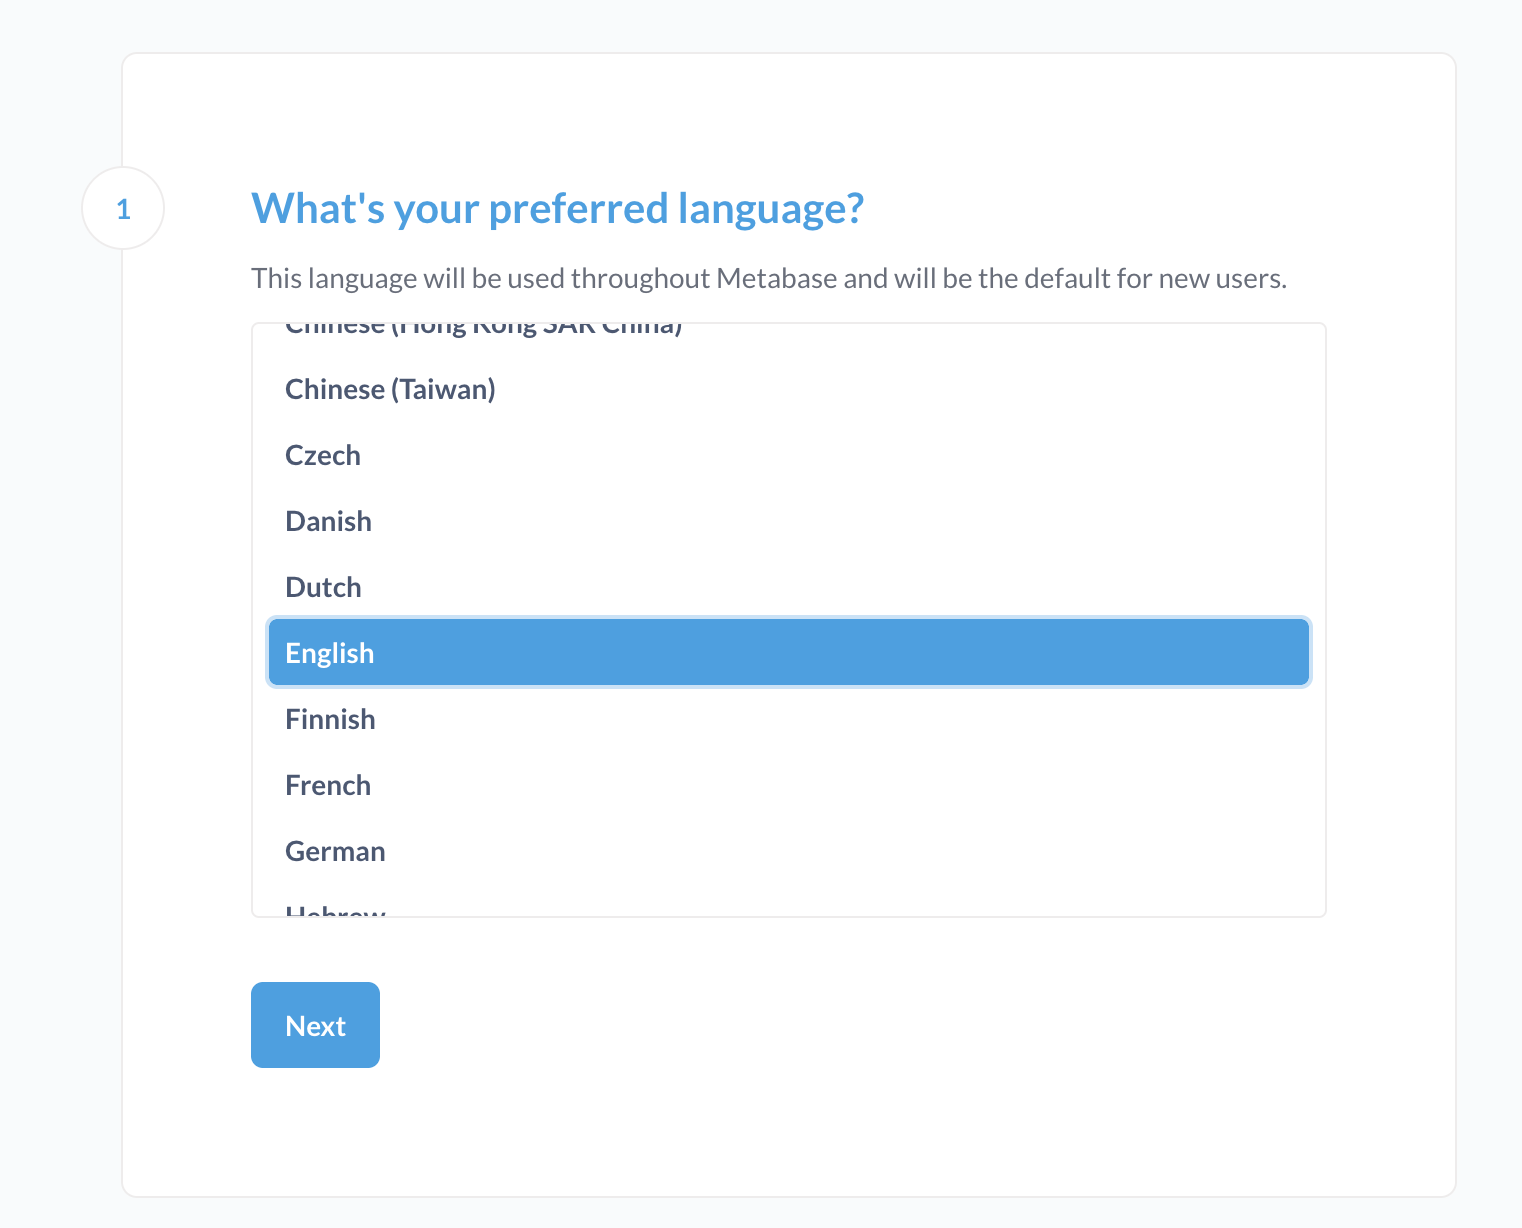 1
What's your preferred language?
This language will be used throughout Metabase and will be the default for new users.
Chinese (Hong Kong SAR China)
Chinese (Taiwan)
Czech
Danish
Dutch
English
Finnish
French
German
Hebrew
Next